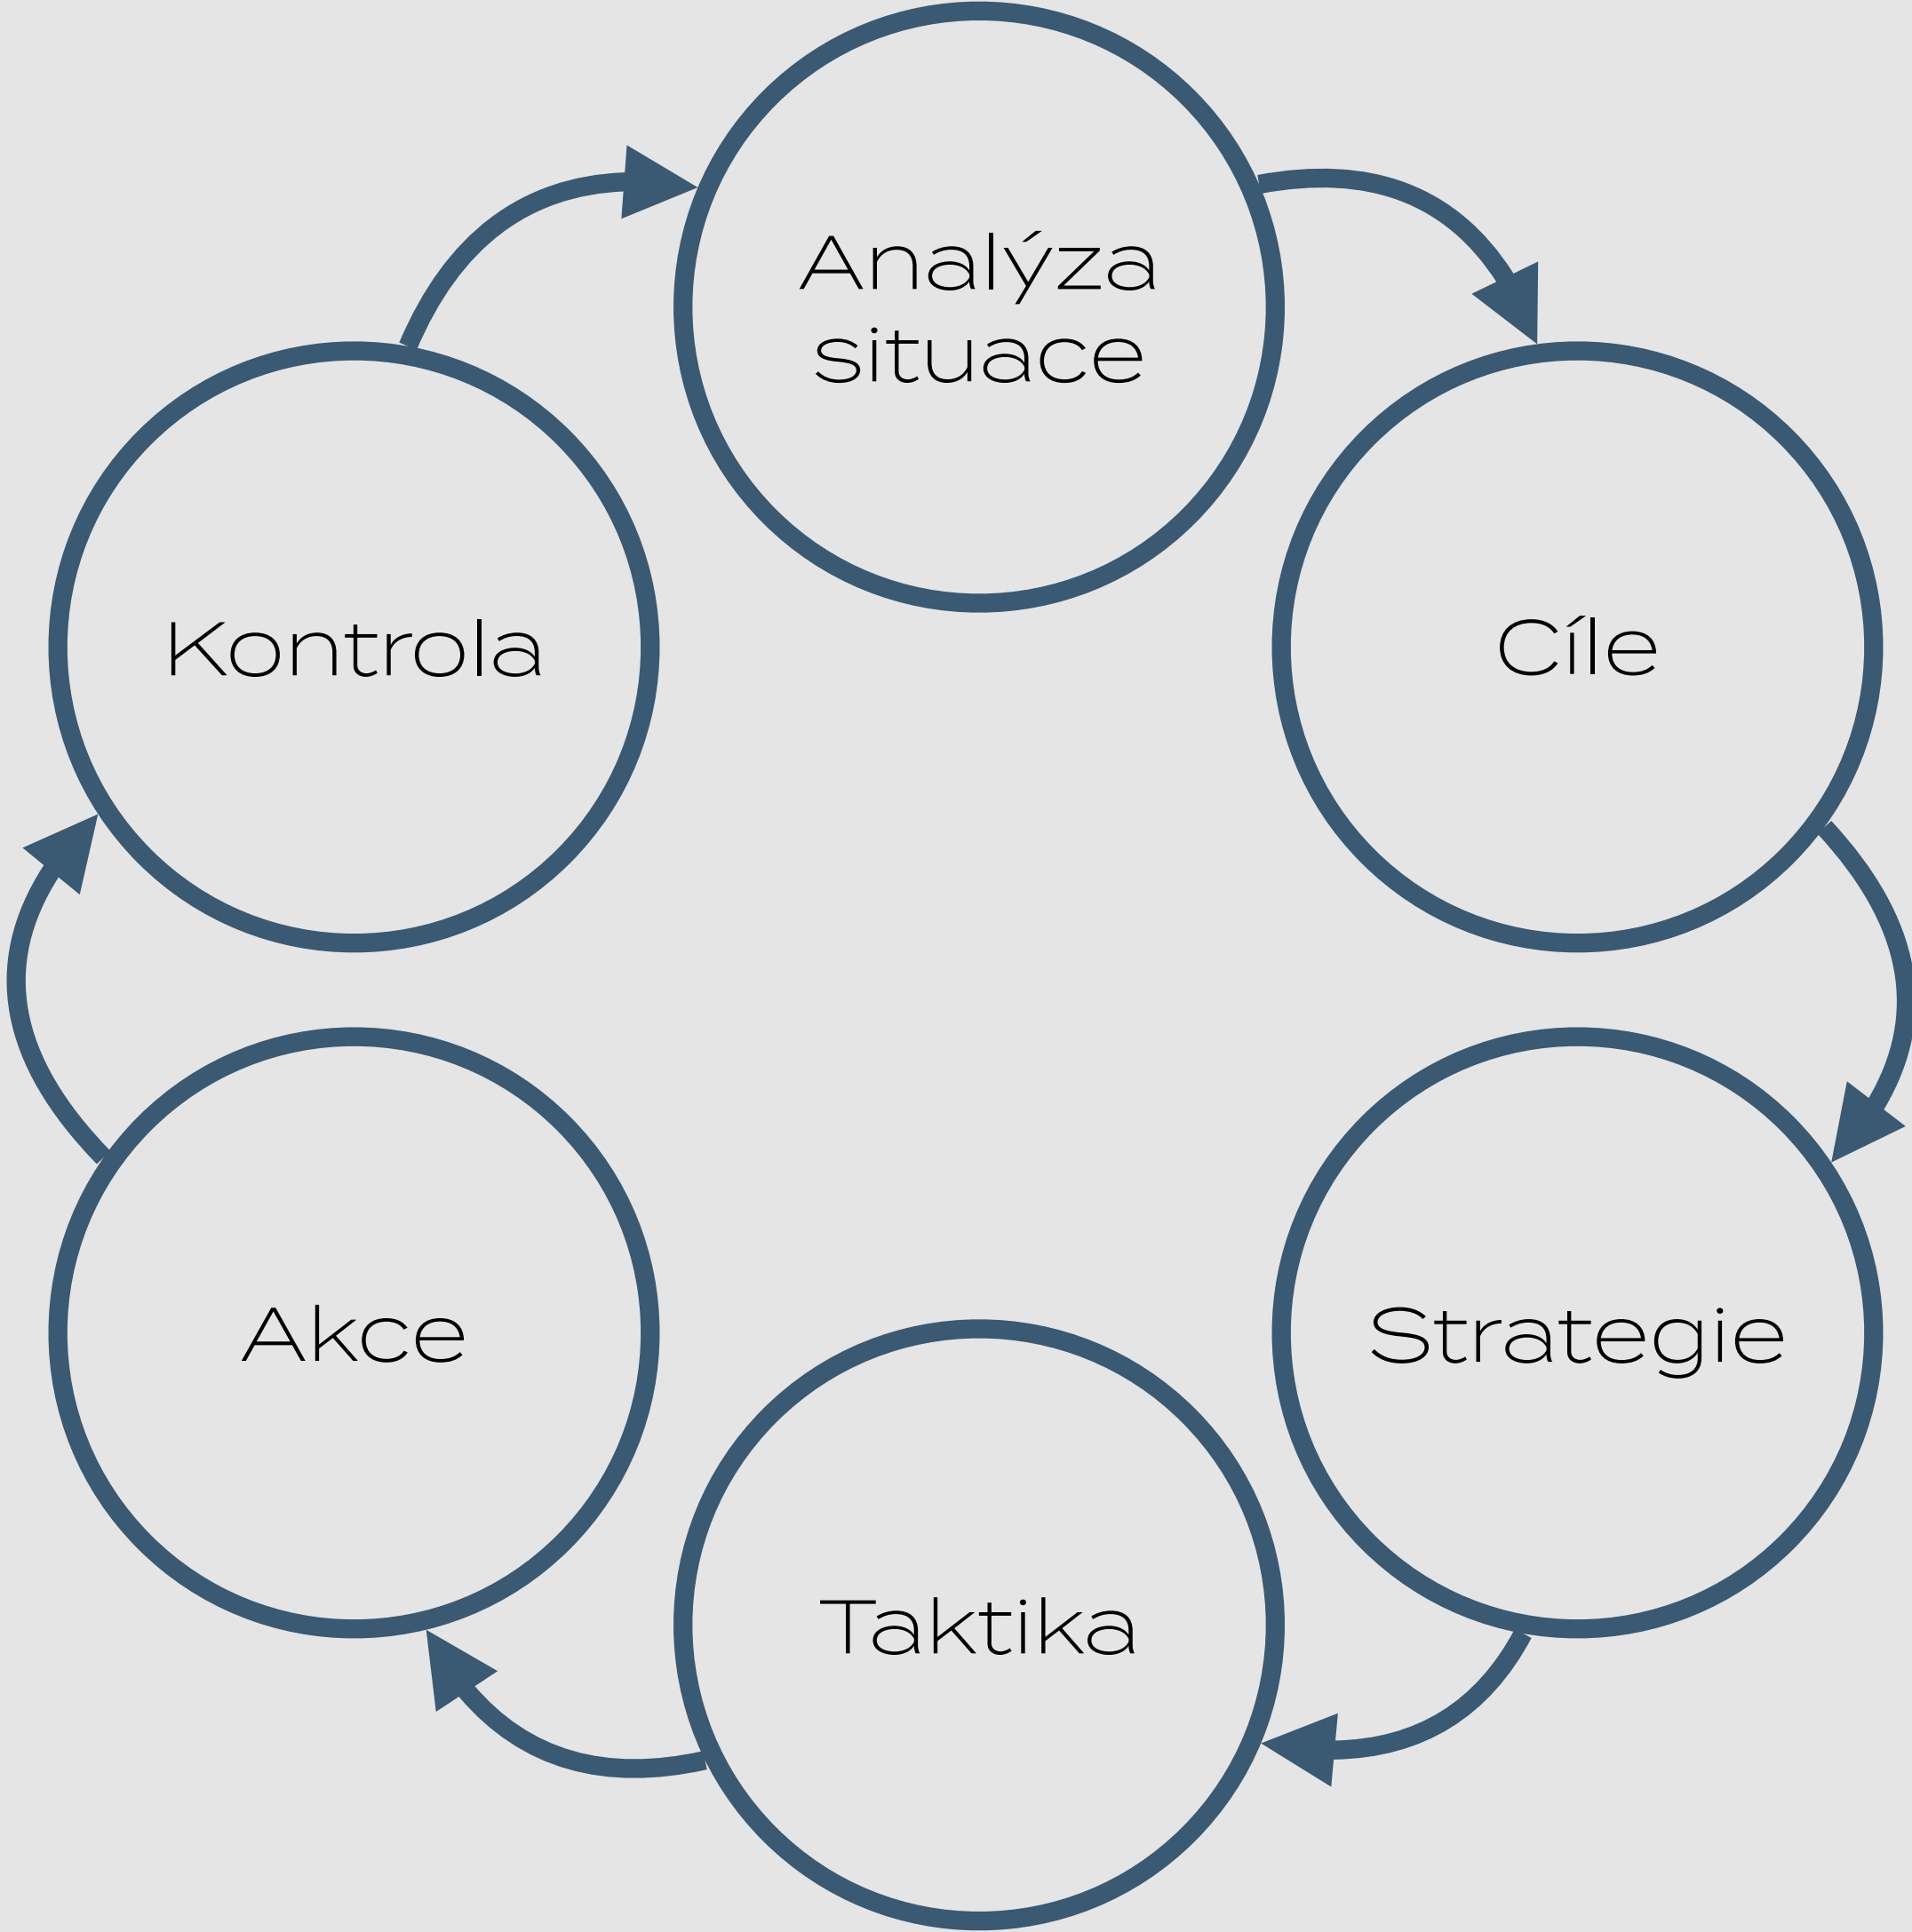 Analýza
situace
Cíle
Strategie
Taktika
Akce
Kontrola